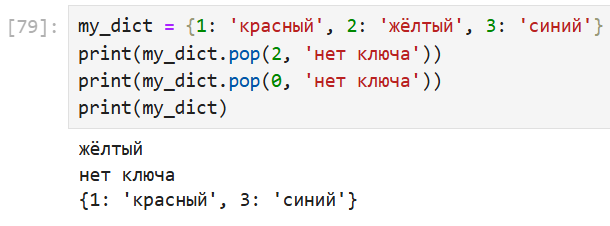 [79]: my_dict = {1: 'красный', 2: 'жёлтый', 3: 'синий'}
print(my_dict.pop(2, 'нет ключа'))
print(my_dict.pop(0, 'нет ключа'))
print(my_dict)
жёлтый
нет ключа
{1: 'красный', 3: 'синий'}